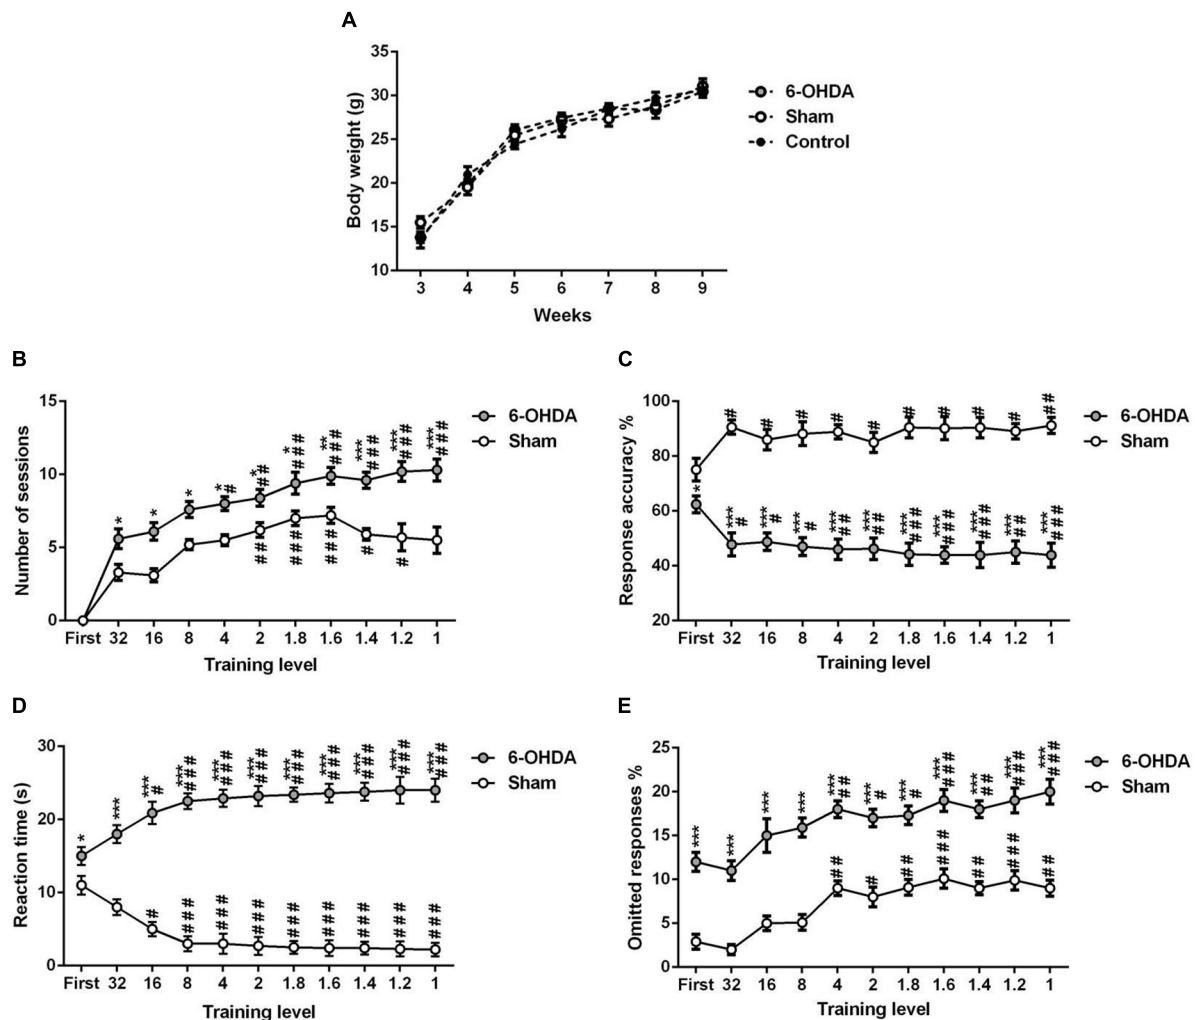 A
35
30
25
20
15
10
Body weight (g)
3 4 5 6 7 8 9
Weeks
6-OHDA
Sham
Control
B
15
10
5
0
Number of sessions
* * * * # * ## * ### ** ### *** ### *** ### *** ###
## ### ### # #
First 32 16 8 4 2 1.8 1.6 1.4 1.2 1
Training level
6-OHDA
Sham
C
100
80
60
40
20
Response accuracy %
# # # # # # # # # ##
* *** # *** # *** # *** ## *** ## *** ### *** ### *** ### *** ## *** ###
First 32 16 8 4 2 1.8 1.6 1.4 1.2 1
Training level
6-OHDA
Sham
D
30
20
10
0
Reaction time (s)
* *** *** # *** ### *** ### *** ### *** ### *** ### *** ### *** ### *** ###
# ### ### ### ### ### ### ### ###
First 32 16 8 4 2 1.8 1.6 1.4 1.2 1
Training level
6-OHDA
Sham
E
25
20
15
10
5
0
Omitted responses %
*** *** *** *** *** ## *** # *** # *** ### *** ## *** ### *** ###
## # ## ### ## ### ##
First 32 16 8 4 2 1.8 1.6 1.4 1.2 1
Training level
6-OHDA
Sham